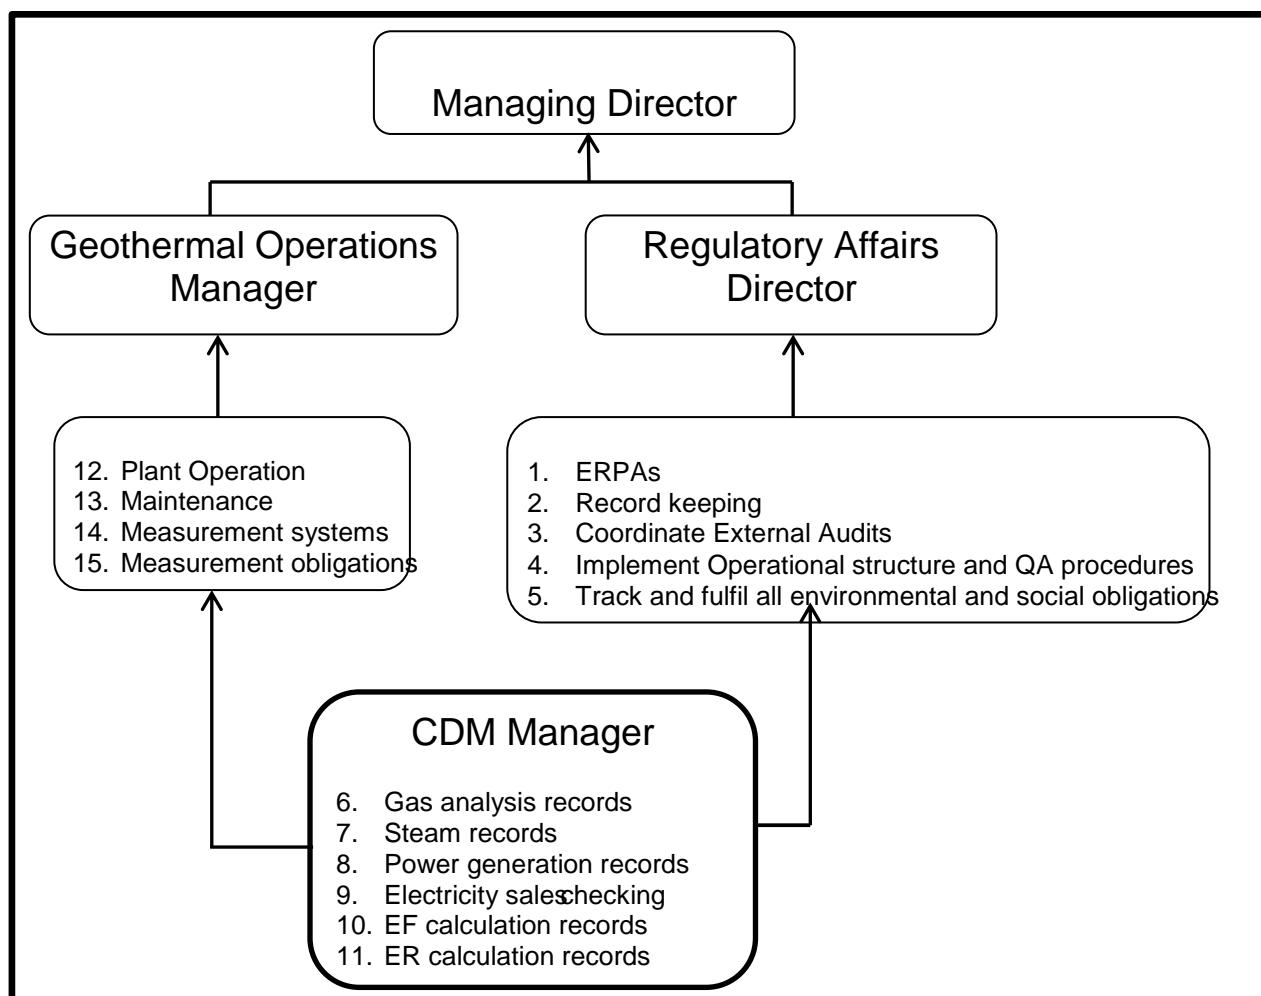 Managing Director
Geothermal Operations
Manager
Regulatory Affairs
Director
12. Plant Operation
13. Maintenance
14. Measurement systems
15. Measurement obligations
1. ERPAs
2. Record keeping
3. Coordinate External Audits
4. Implement Operational structure and QA procedures
5. Track and fulfil all environmental and social obligations
CDM Manager
6. Gas analysis records
7. Steam records
8. Power generation records
9. Electricity sales checking
10. EF calculation records
11. ER calculation records